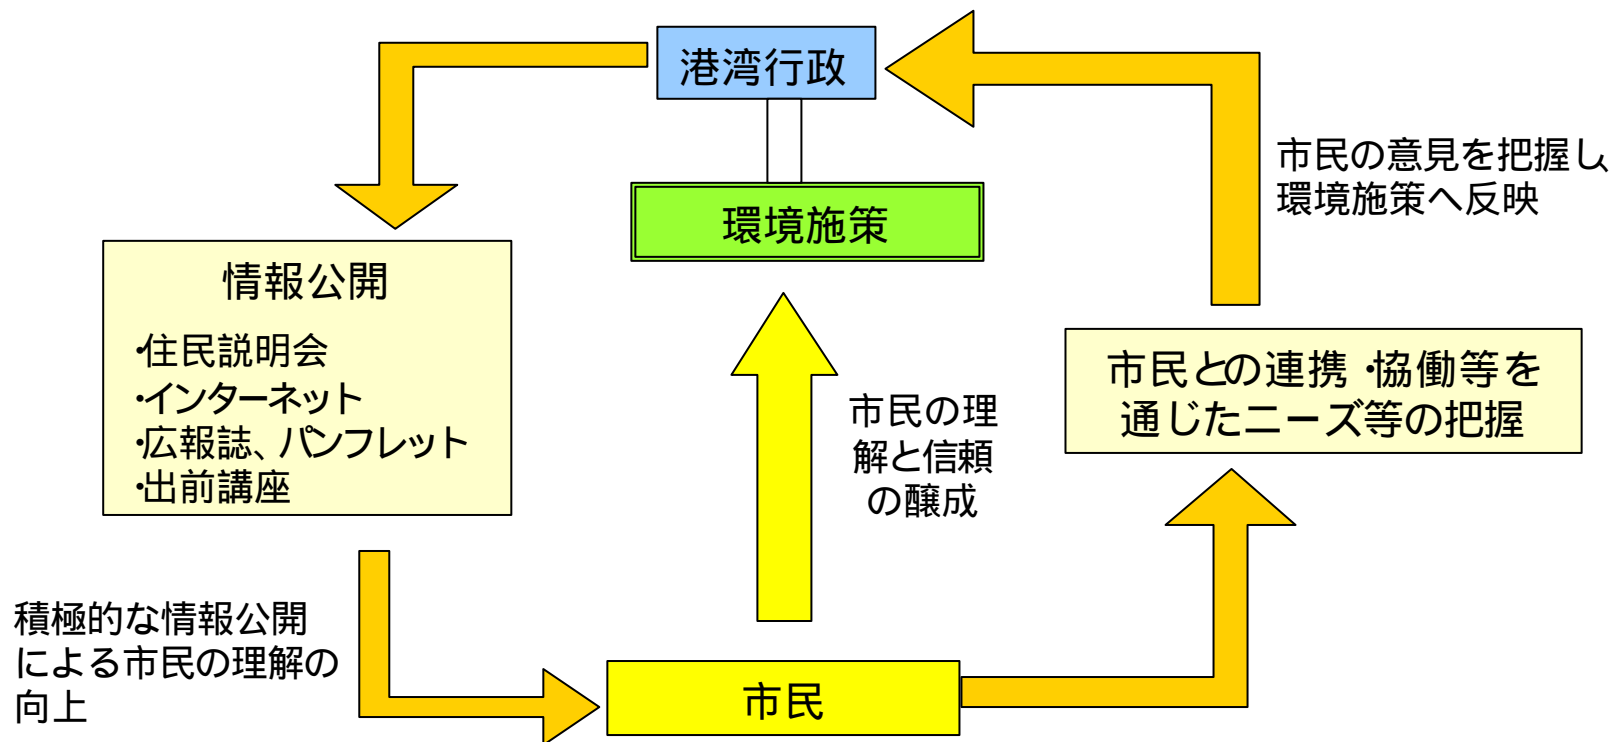 港湾行政
市民の意見を把握し
環境施策へ反映
環境施策
情報公開
・住民説明会
・インターネット
・広報誌、パンフレット
・出前講座
市民との連携・協働等を
通じたニーズ等の把握
市民の理
解と信頼
の醸成
積極的な情報公開
による市民の理解の
向上
市民